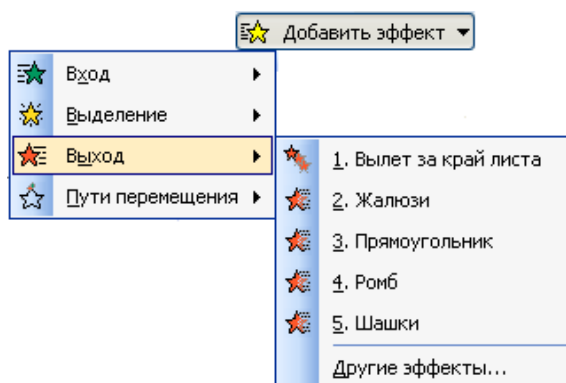 Добавить эффект
Вход
Выделение
Выход
Пути перемещения
1. Вылет за край листа
2. Жалюзи
3. Прямоугольник
4. Ромб
5. Шашки
Другие эффекты...